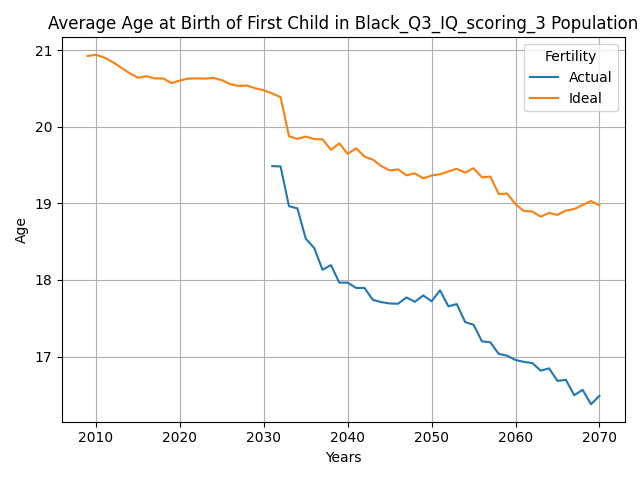 Average Age at Birth of First Child in Black_Q3_IQ_scoring_3 Population
Age
21
20
19
18
17
Fertility
Actual
Ideal
2010 2020 2030 2040 2050 2060 2070
Years